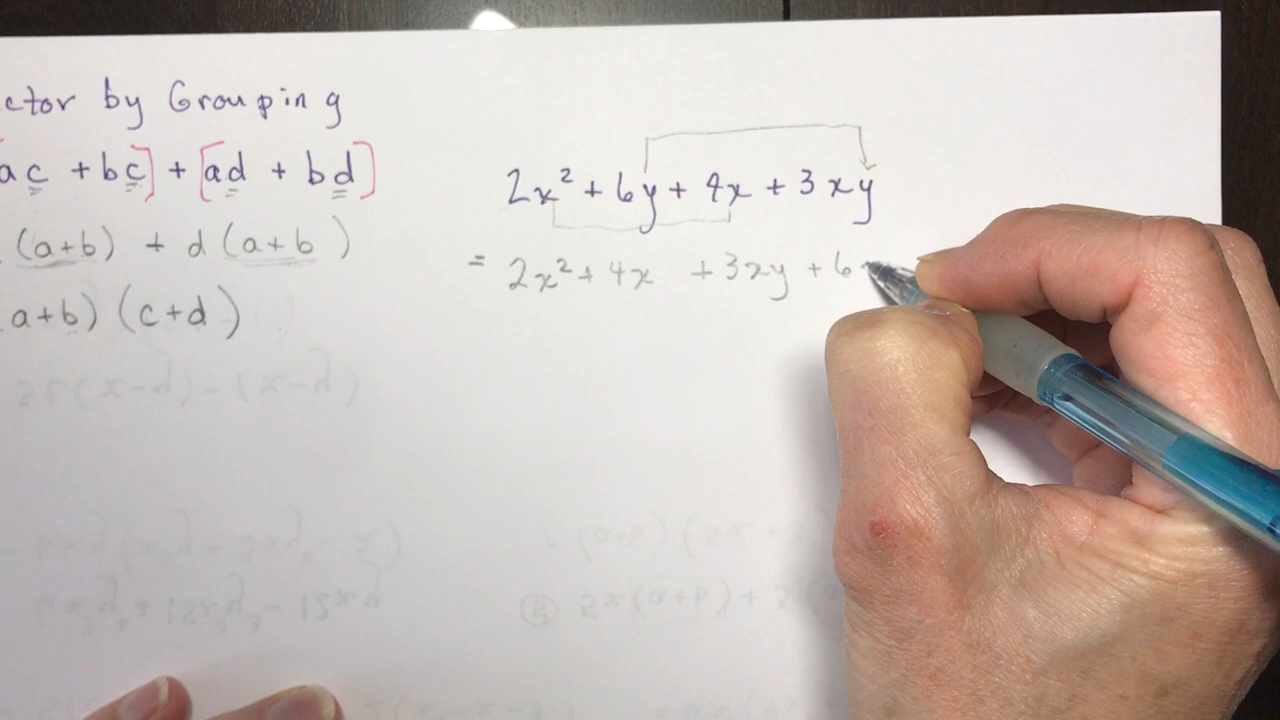 ctor by Grouping
ac + bc] + [ad + bd]
(a+b) + d(a+b)
a+b) (c+d)
2x² + 6y + 4x + 3xy
= 2x² + 4x + 3xy + 6